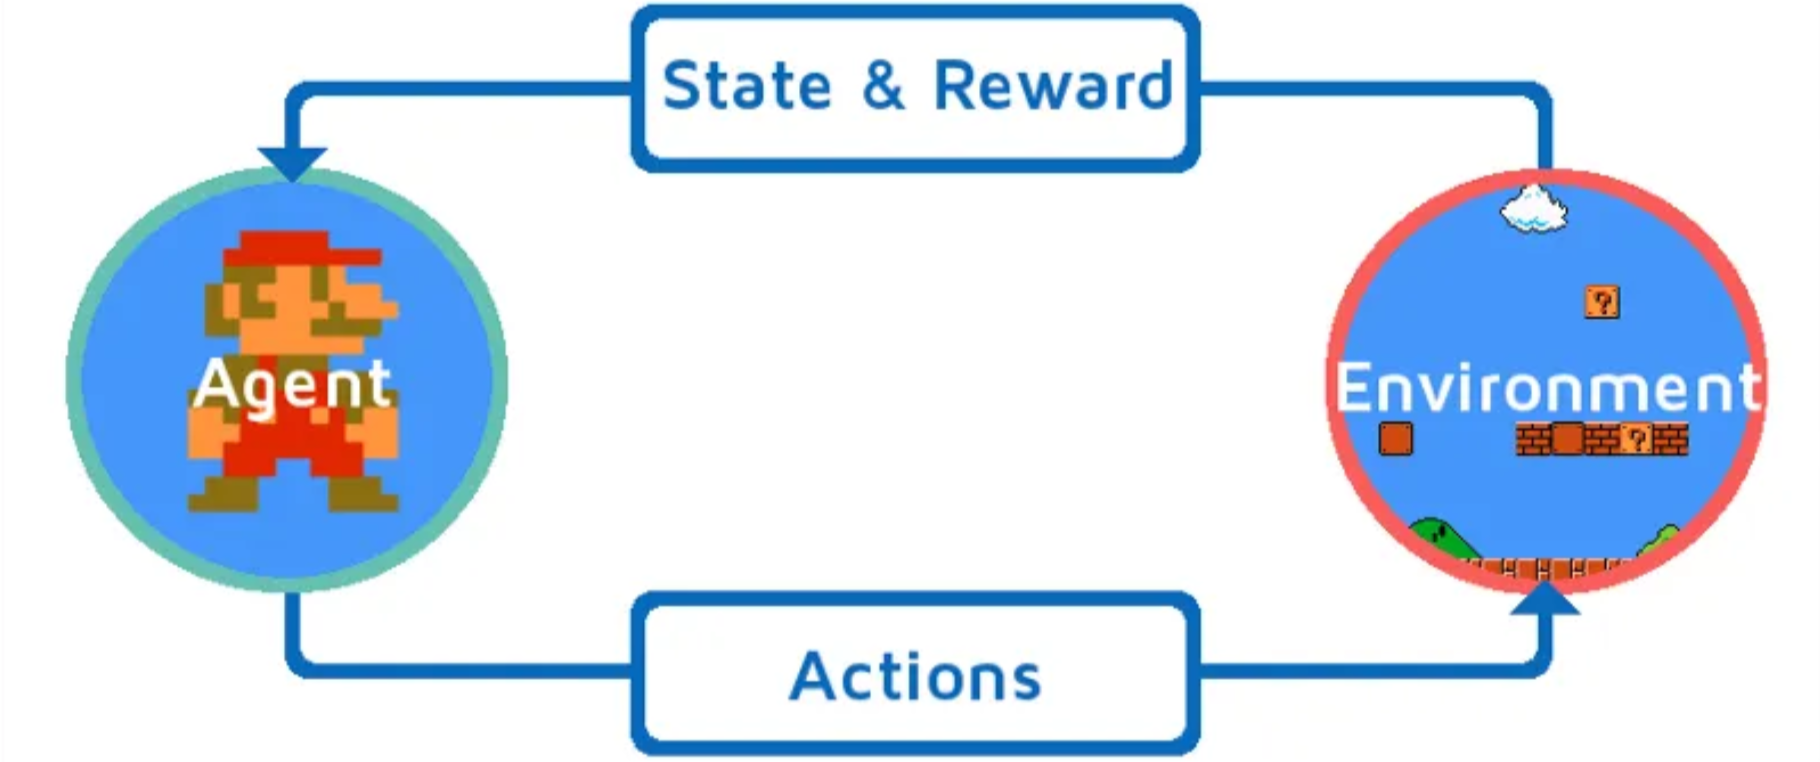 State & Reward
Agent
Environment
?
?
Actions